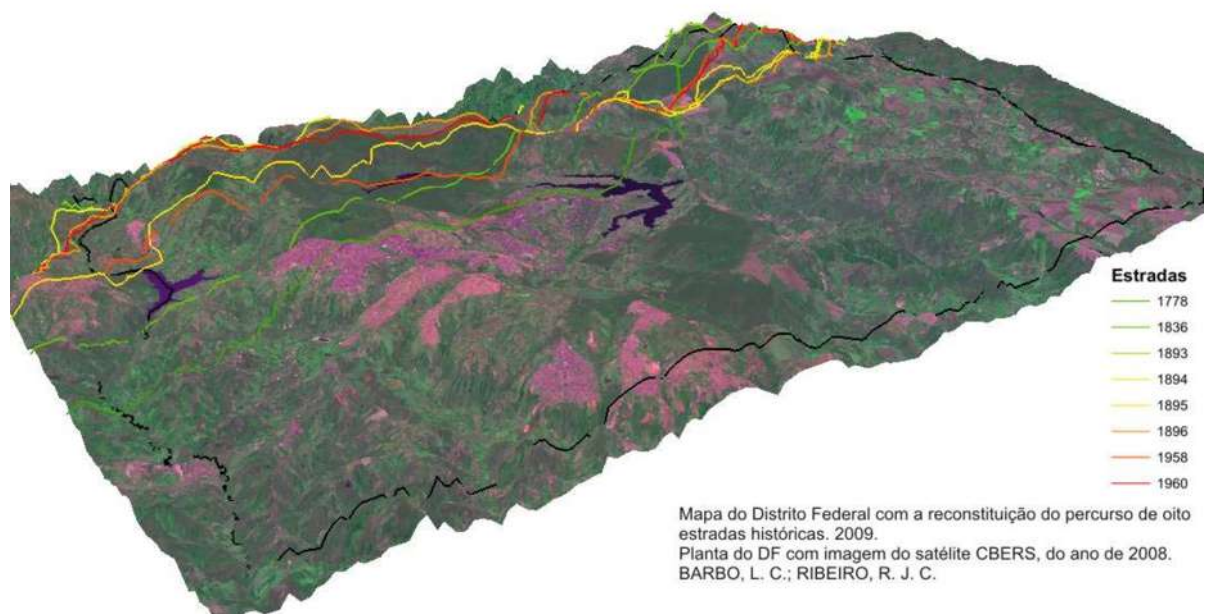 Estradas
1778
1836
1893
1894
1895
1896
1958
1960
Mapa do Distrito Federal com a reconstituição do percurso de oito
estradas históricas. 2009.
Planta do DF com imagem do satélite CBERS, do ano de 2008.
BARBO, L. C.; RIBEIRO, R. J. C.